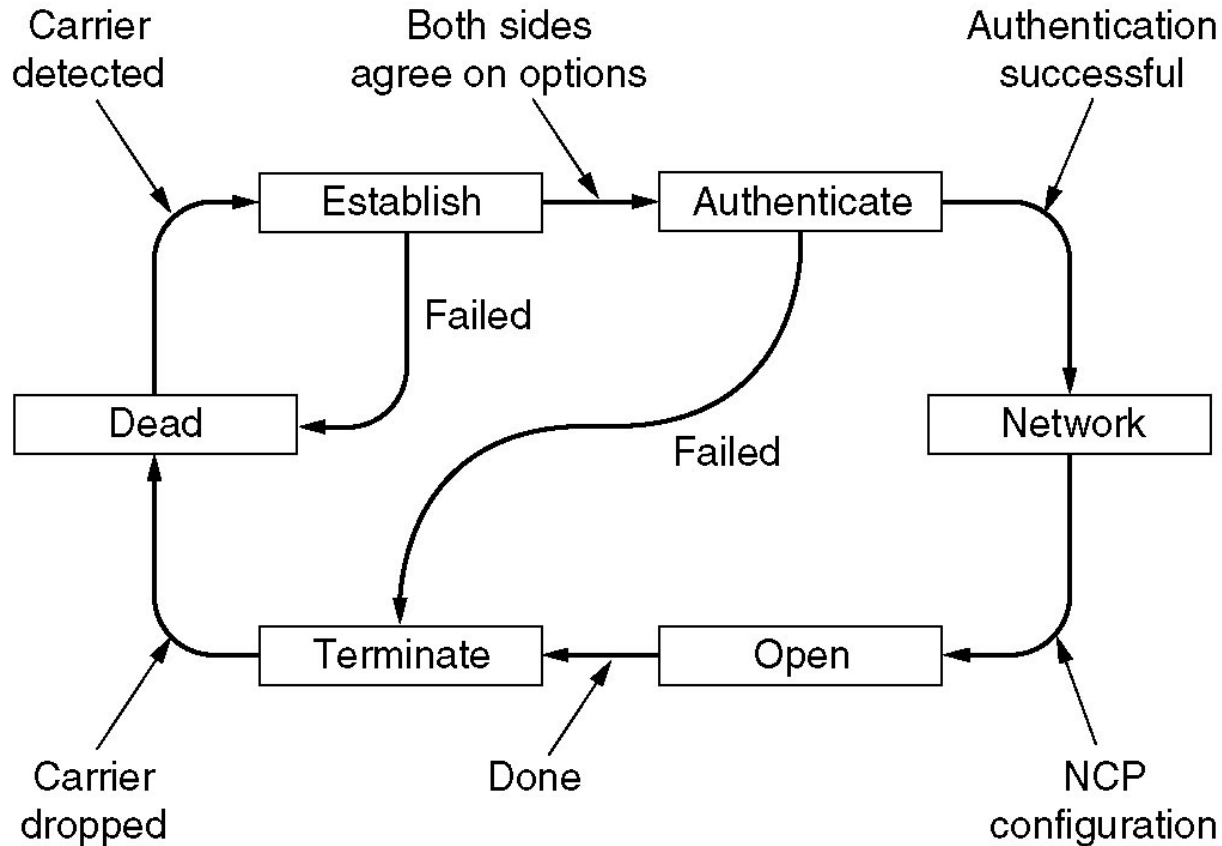 Carrier
detected
Both sides
agree on options
Authentication
successful
Establish
Authenticate
Failed
Dead
Network
Failed
Terminate
Open
Carrier
dropped
Done
NCP
configuration